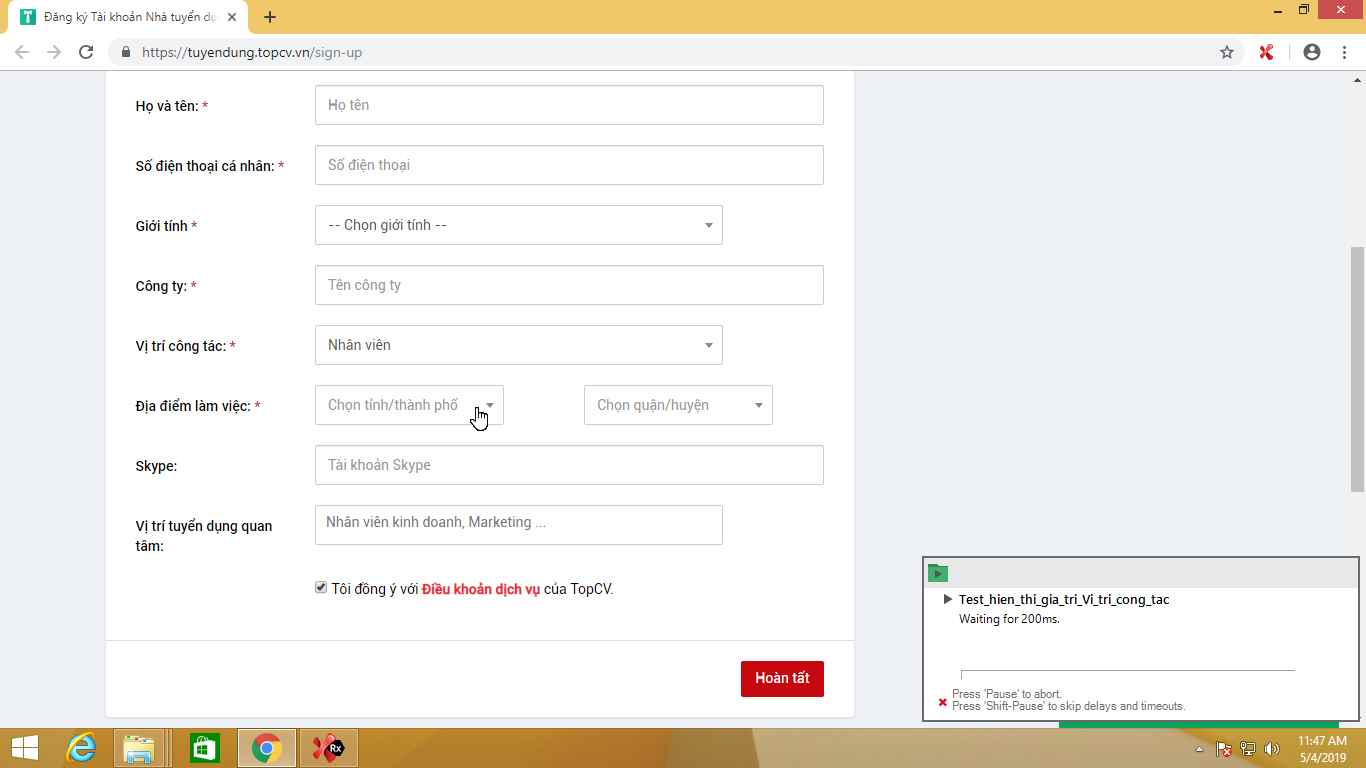 Đăng ký Tài khoản Nhà tuyển dụ
https://tuyendung.topcv.vn/sign-up
Họ và tên: *
Họ tên
Số điện thoại cá nhân: *
Số điện thoại
Giới tính *
-- Chọn giới tính --
Công ty: *
Tên công ty
Vị trí công tác: *
Nhân viên
Địa điểm làm việc: *
Chọn tỉnh/thành phố
Chọn quận/huyện
Skype:
Tài khoản Skype
Vị trí tuyển dụng quan
tâm:
Nhân viên kinh doanh, Marketing ...
Tôi đồng ý với Điều khoản dịch vụ của TopCV.
Hoàn tất
Test_hien_thi_gia_tri_Vi_tri_cong_tac
Waiting for 200ms.
Press 'Pause' to abort.
Press 'Shift-Pause' to skip delays and timeouts.
Rx
11:47 AM
5/4/2019